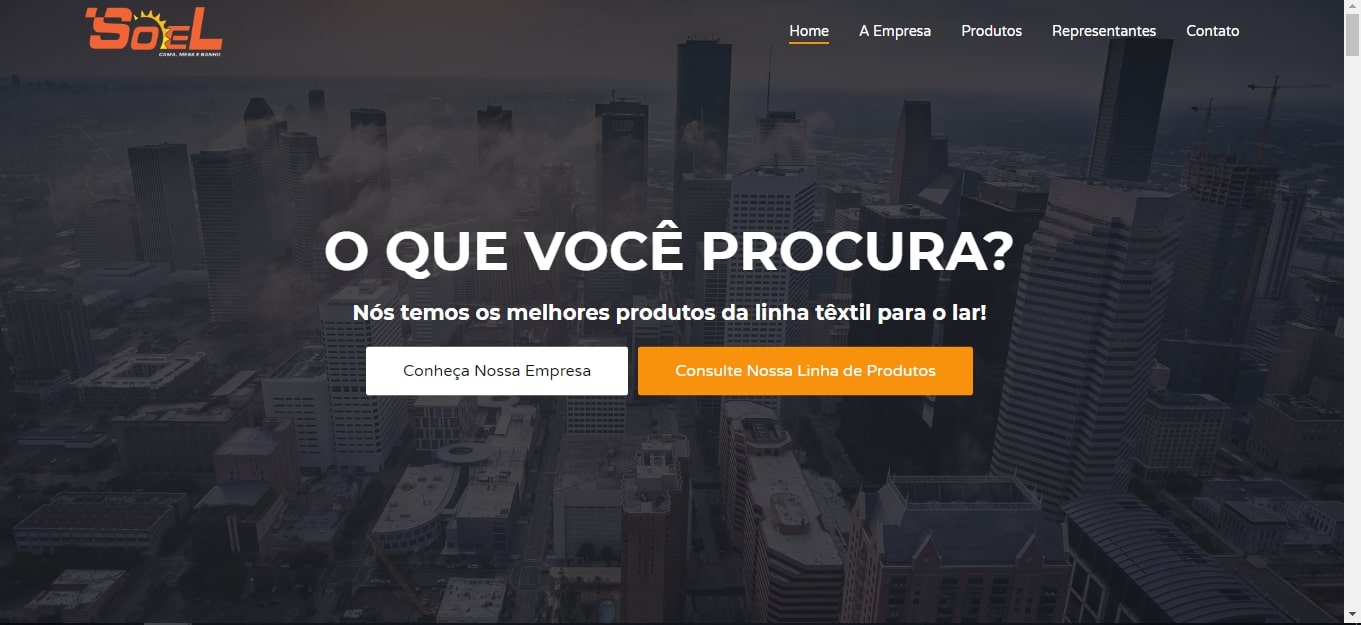 SOEL
CAMA, MESA E BANHO
Home A Empresa Produtos Representantes Contato
O QUE VOCÊ PROCURA?
Nós temos os melhores produtos da linha têxtil para o lar!
Conheça Nossa Empresa Consulte Nossa Linha de Produtos